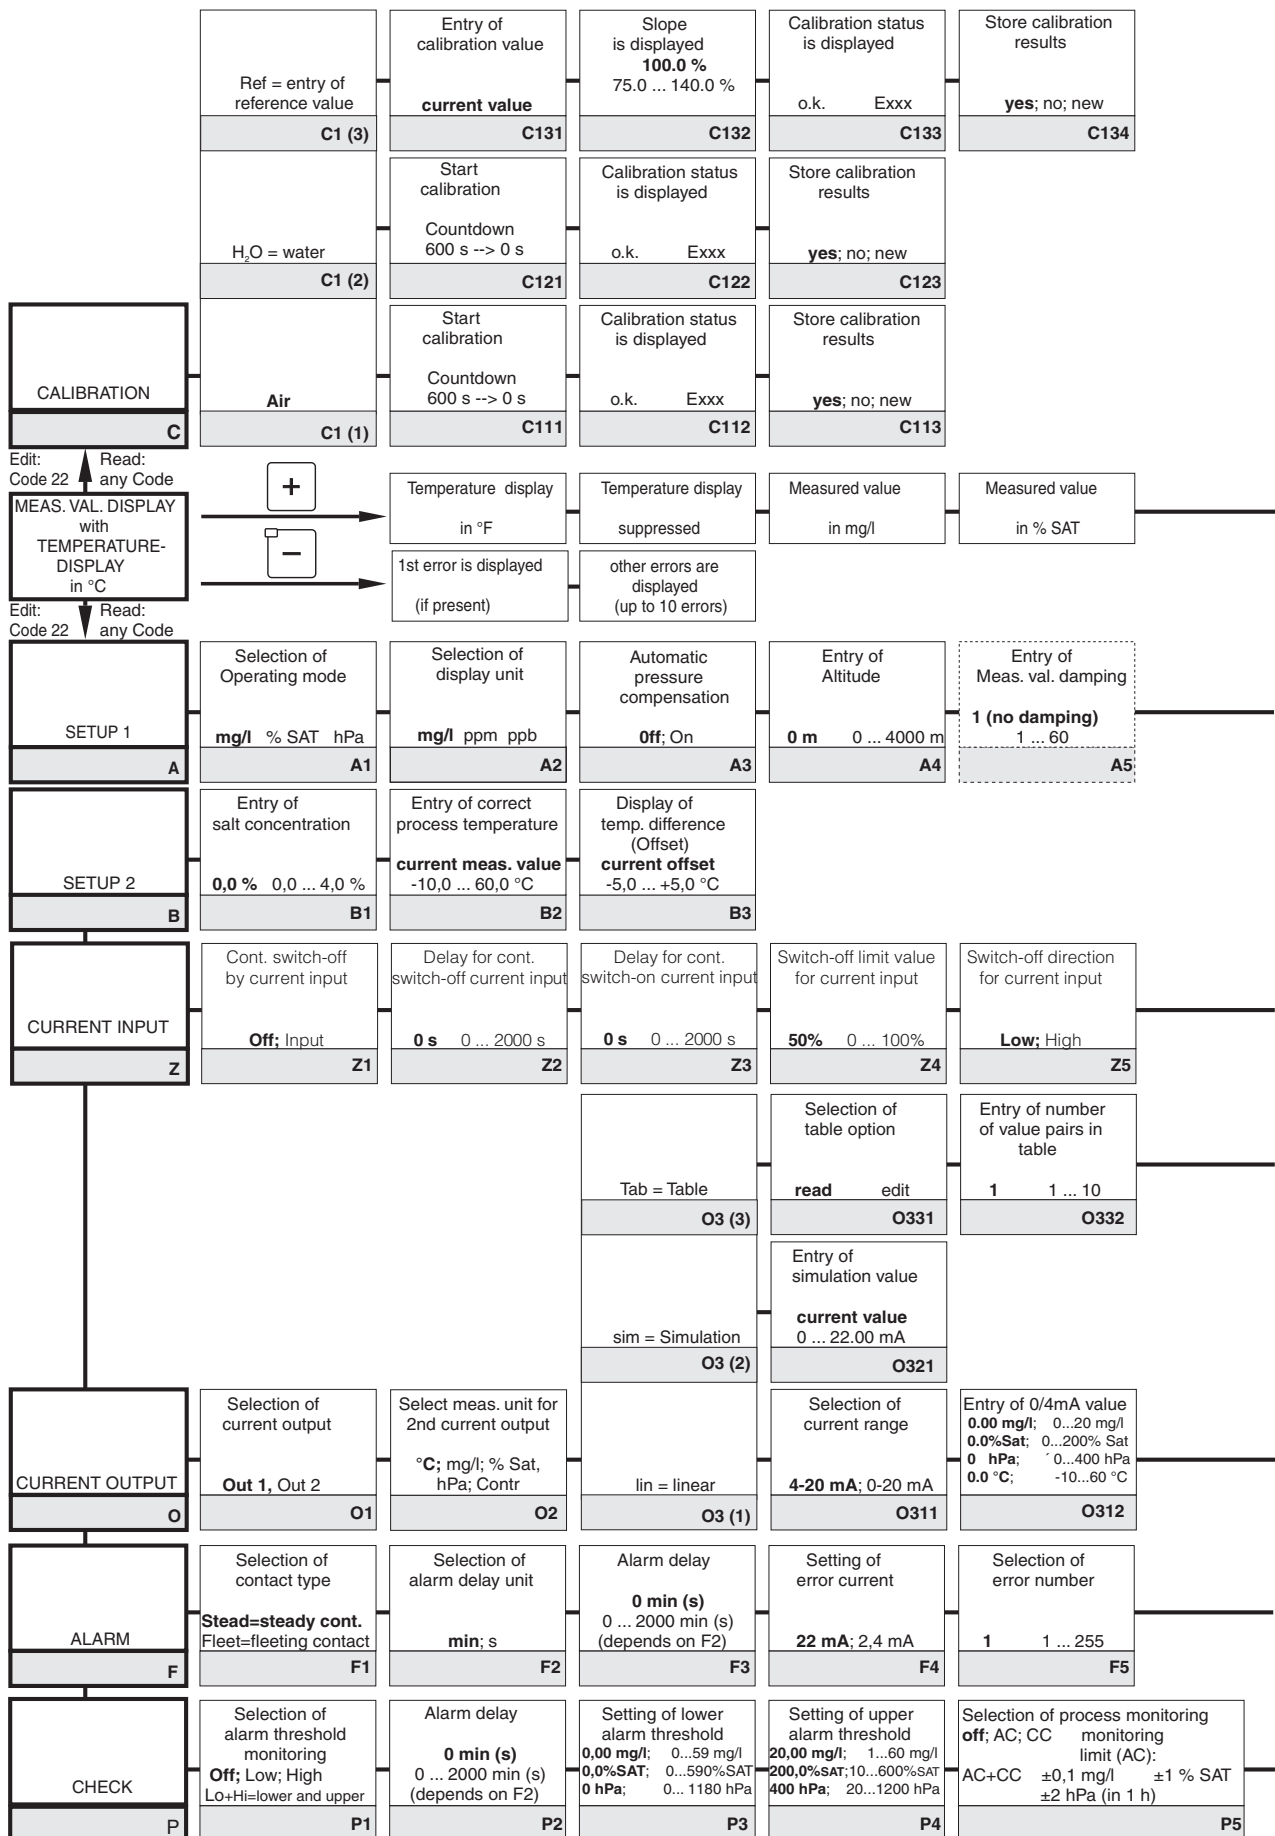 Ref = entry of
reference value
C1 (3)
Entry of
calibration value
current value
C131
Slope
is displayed
100.0 %
75.0 ... 140.0 %
C132
Calibration status
is displayed
o.k. Exxx
C133
Store calibration
results
yes; no; new
C134
H₂O = water
C1 (2)
Start
calibration
Countdown
600 s --> 0 s
C121
Calibration status
is displayed
o.k. Exxx
C122
Store calibration
results
yes; no; new
C123
CALIBRATION
C
Air
C1 (1)
Start
calibration
Countdown
600 s --> 0 s
C111
Calibration status
is displayed
o.k. Exxx
C112
Store calibration
results
yes; no; new
C113
Edit: Read:
Code 22 any Code
MEAS. VAL. DISPLAY
with
TEMPERATURE-
DISPLAY
in °C
+
Temperature display
in °F
Temperature display
suppressed
Measured value
in mg/l
Measured value
in % SAT
−
1st error is displayed
(if present)
other errors are
displayed
(up to 10 errors)
Edit: Read:
Code 22 any Code
SETUP 1
A
Selection of
Operating mode
mg/l % SAT hPa
A1
Selection of
display unit
mg/l ppm ppb
A2
Automatic
pressure
compensation
Off; On
A3
Entry of
Altitude
0 m 0 ... 4000 m
A4
Entry of
Meas. val. damping
1 (no damping)
1 ... 60
A5
SETUP 2
B
Entry of
salt concentration
0,0 % 0,0 ... 4,0 %
B1
Entry of correct
process temperature
current meas. value
-10,0 ... 60,0 °C
B2
Display of
temp. difference
(Offset)
current offset
-5,0 ... +5,0 °C
B3
CURRENT INPUT
Z
Cont. switch-off
by current input
Off; Input
Z1
Delay for cont.
switch-off current input
0 s 0 ... 2000 s
Z2
Delay for cont.
switch-on current input
0 s 0 ... 2000 s
Z3
Switch-off limit value
for current input
50% 0 ... 100%
Z4
Switch-off direction
for current input
Low; High
Z5
Tab = Table
O3 (3)
Selection of
table option
read edit
O331
Entry of number
of value pairs in
table
1 1 ... 10
O332
sim = Simulation
O3 (2)
Entry of
simulation value
current value
0 ... 22.00 mA
O321
CURRENT OUTPUT
O
Selection of
current output
Out 1, Out 2
O1
Select meas. unit for
2nd current output
°C; mg/l; % Sat,
hPa; Contr
O2
lin = linear
O3 (1)
Selection of
current range
4-20 mA; 0-20 mA
O311
Entry of 0/4mA value
0.00 mg/l; 0...20 mg/l
0.0%Sat; 0...200% Sat
0 hPa; ´ 0...400 hPa
0.0 °C; -10...60 °C
O312
ALARM
F
Selection of
contact type
Stead=steady cont.
Fleet=fleeting contact
F1
Selection of
alarm delay unit
min; s
F2
Alarm delay
0 min (s)
0 ... 2000 min (s)
(depends on F2)
F3
Setting of
error current
22 mA; 2,4 mA
F4
Selection of
error number
1 1 ... 255
F5
CHECK
P
Selection of
alarm threshold
monitoring
Off; Low; High
Lo+Hi=lower and upper
P1
Alarm delay
0 min (s)
0 ... 2000 min (s)
(depends on F2)
P2
Setting of lower
alarm threshold
0,00 mg/l; 0...59 mg/l
0,0%SAT; 0...590%SAT
0 hPa; 0... 1180 hPa
P3
Setting of upper
alarm threshold
20,00 mg/l; 1...60 mg/l
200,0%SAT;10...600%SAT
400 hPa; 20...1200 hPa
P4
Selection of process monitoring
off; AC; CC monitoring
limit (AC):
AC+CC ±0,1 mg/l ±1 % SAT
±2 hPa (in 1 h)
P5